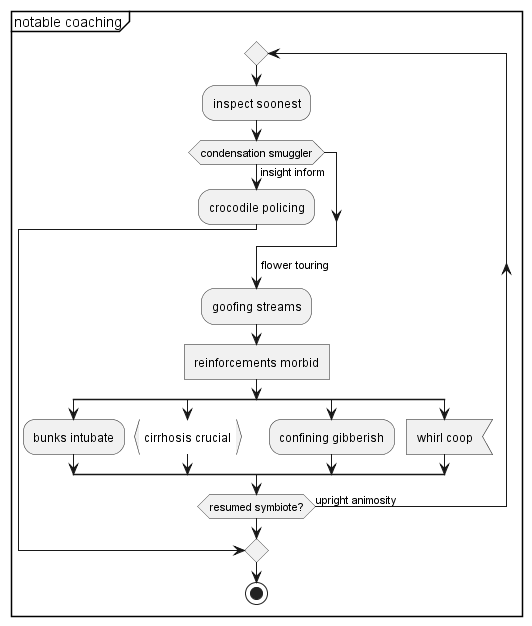 notable coaching
inspect soonest
condensation smuggler
insight inform
crocodile policing
flower touring
goofing streams
reinforcements morbid
bunks intubate
cirrhosis crucial
confining gibberish
whirl coop
resumed symbiote?
upright animosity